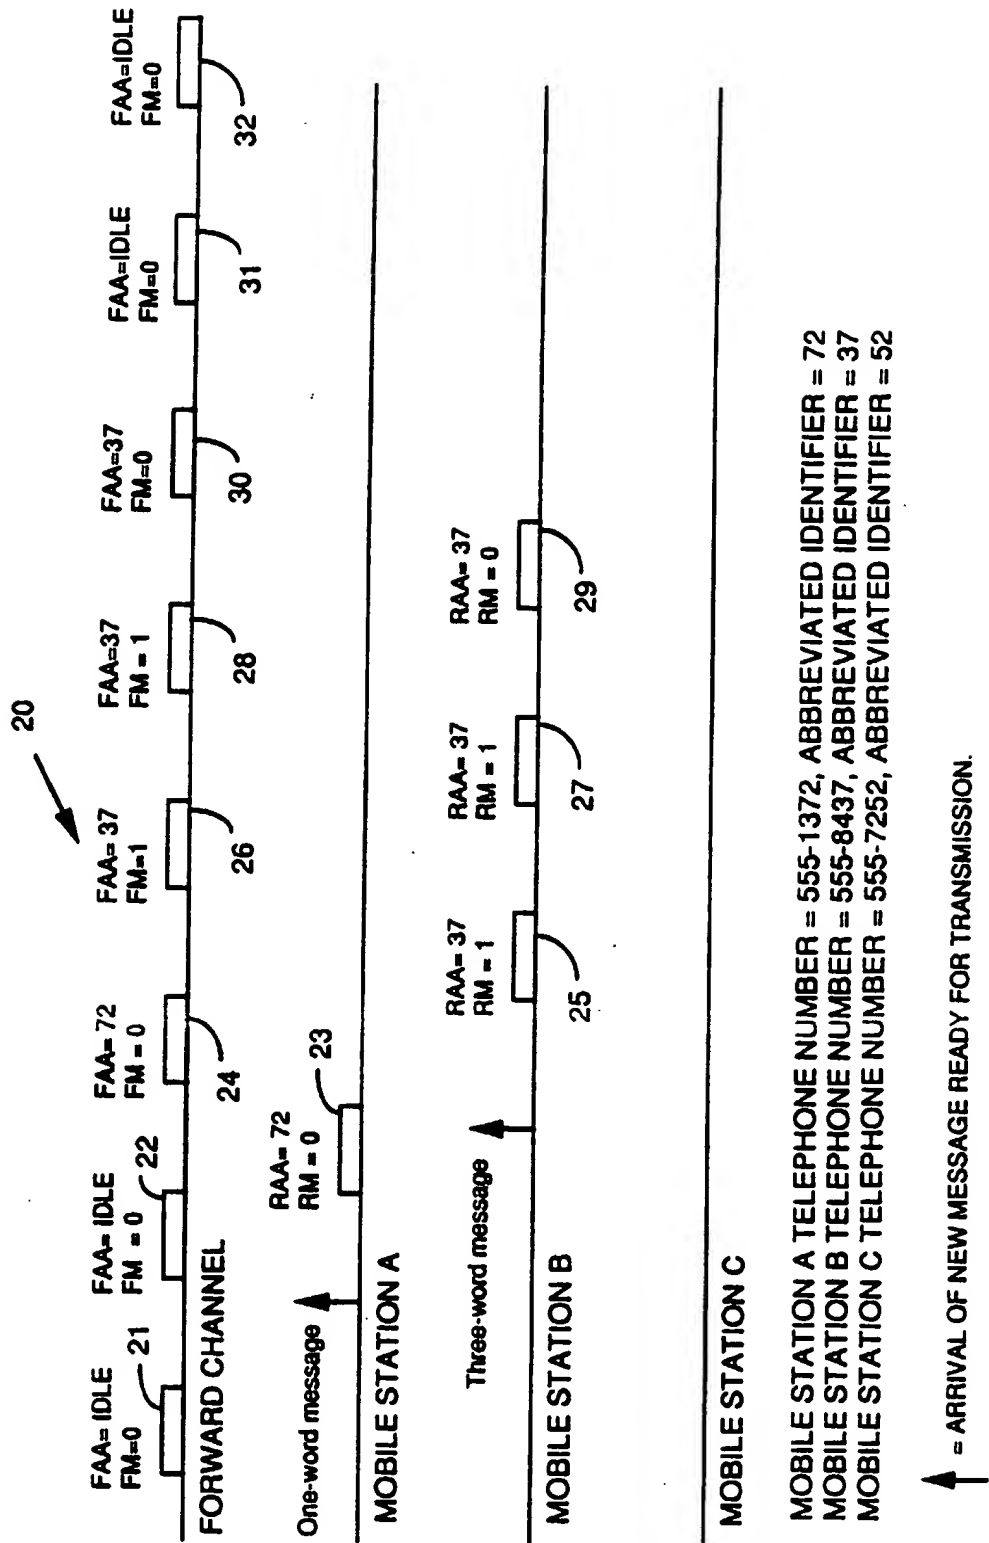 20
FAA= IDLE
FM=0
21
FAA= IDLE
FM = 0
22
FAA= 72
FM = 0
24
FAA= 37
FM=1
26
FAA=37
FM = 1
28
FAA=37
FM=0
30
FAA=IDLE
FM=0
31
FAA=IDLE
FM=0
32
FORWARD CHANNEL
One-word message
RAA= 72
RM = 0
23
MOBILE STATION A
Three-word message
RAA= 37
RM = 1
25
RAA= 37
RM = 1
27
RAA= 37
RM = 0
29
MOBILE STATION B
MOBILE STATION C
MOBILE STATION A TELEPHONE NUMBER = 555-1372, ABBREVIATED IDENTIFIER = 72
MOBILE STATION B TELEPHONE NUMBER = 555-8437, ABBREVIATED IDENTIFIER = 37
MOBILE STATION C TELEPHONE NUMBER = 555-7252, ABBREVIATED IDENTIFIER = 52
= ARRIVAL OF NEW MESSAGE READY FOR TRANSMISSION.